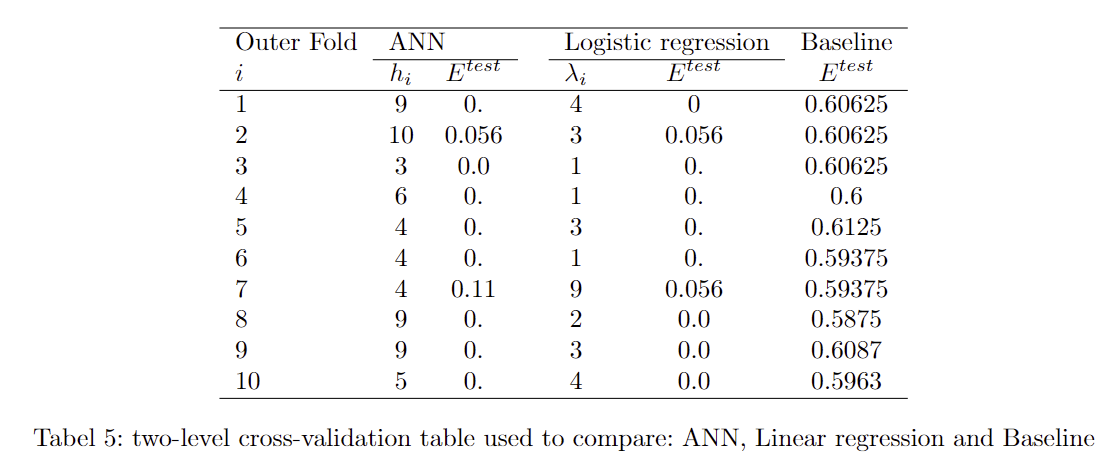 Outer Fold ANN Logistic regression Baseline
i h_i E^test λ_i E^test E^test
1 9 0. 4 0 0.60625
2 10 0.056 3 0.056 0.60625
3 3 0.0 1 0. 0.60625
4 6 0. 1 0. 0.6
5 4 0. 3 0. 0.6125
6 4 0. 1 0. 0.59375
7 4 0.11 9 0.056 0.59375
8 9 0. 2 0.0 0.5875
9 9 0. 3 0.0 0.6087
10 5 0. 4 0.0 0.5963
Tabel 5: two-level cross-validation table used to compare: ANN, Linear regression and Baseline